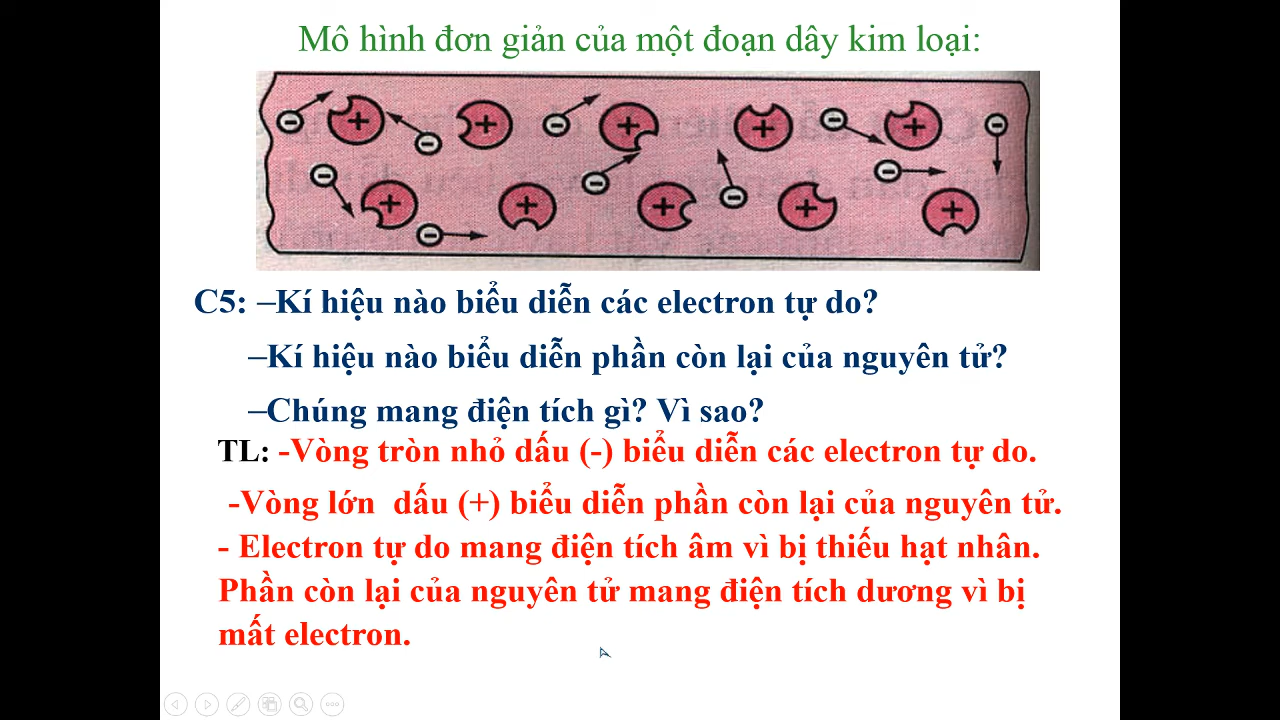 Mô hình đơn giản của một đoạn dây kim loại:
C5: –Kí hiệu nào biểu diễn các electron tự do?
–Kí hiệu nào biểu diễn phần còn lại của nguyên tử?
–Chúng mang điện tích gì? Vì sao?
TL: -Vòng tròn nhỏ dấu (-) biểu diễn các electron tự do.
-Vòng lớn dấu (+) biểu diễn phần còn lại của nguyên tử.
- Electron tự do mang điện tích âm vì bị thiếu hạt nhân.
Phần còn lại của nguyên tử mang điện tích dương vì bị
mất electron.